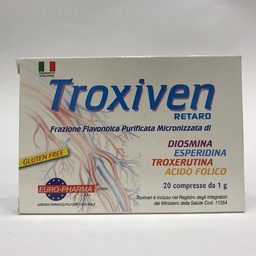 Troxiven
RETARD
Frazione Flavonoica Purificata Micronizzata di
DIOSMINA
ESPERIDINA
TROXERUTINA
ACIDO FOLICO
GLUTEN FREE
20 compresse da 1 g
EURO-PHARMA
Troxiven è incluso nel Registro degli Integratori
del Ministero della Salute Cod. 11354